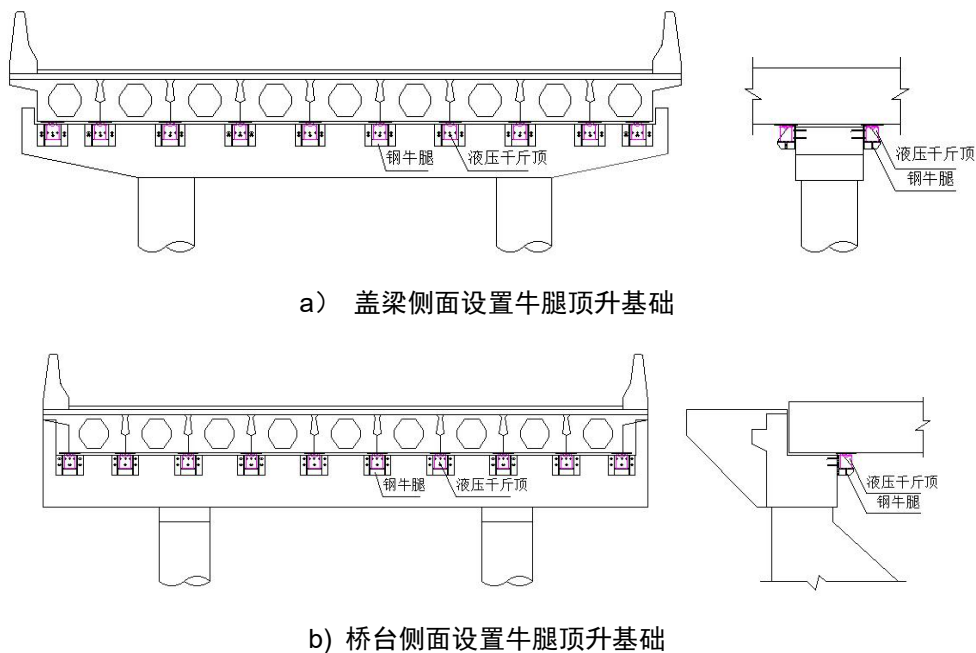 钢牛腿 液压千斤顶
液压千斤顶
钢牛腿
a） 盖梁侧面设置牛腿顶升基础
钢牛腿 液压千斤顶
液压千斤顶
钢牛腿
b) 桥台侧面设置牛腿顶升基础